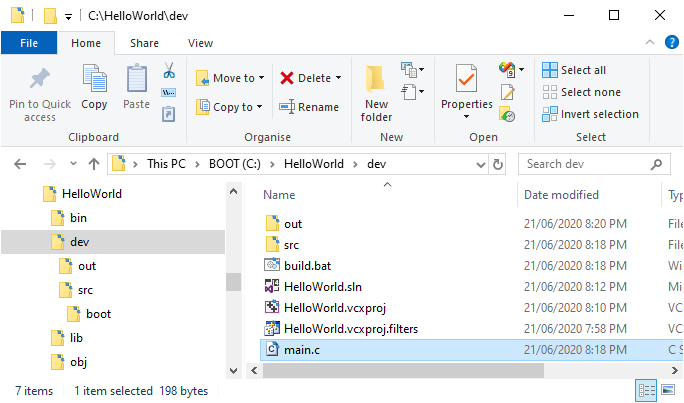 C:\HelloWorld\dev
File Home Share View
Pin to Quick access
Copy
Paste
Move to
Copy to
Delete
Rename
New folder
Properties
Select all
Select none
Invert selection
Clipboard Organise New Open Select
This PC BOOT (C:) HelloWorld dev
Search dev
HelloWorld
bin
dev
out
src
boot
lib
obj
Name Date modified Ty
out 21/06/2020 8:20 PM File
src 21/06/2020 8:18 PM File
build.bat 21/06/2020 8:18 PM Wi
HelloWorld.sln 21/06/2020 8:12 PM Mi
HelloWorld.vcxproj 21/06/2020 8:10 PM VC
HelloWorld.vcxproj.filters 21/06/2020 7:58 PM VC
main.c 21/06/2020 8:18 PM C S
7 items 1 item selected 198 bytes